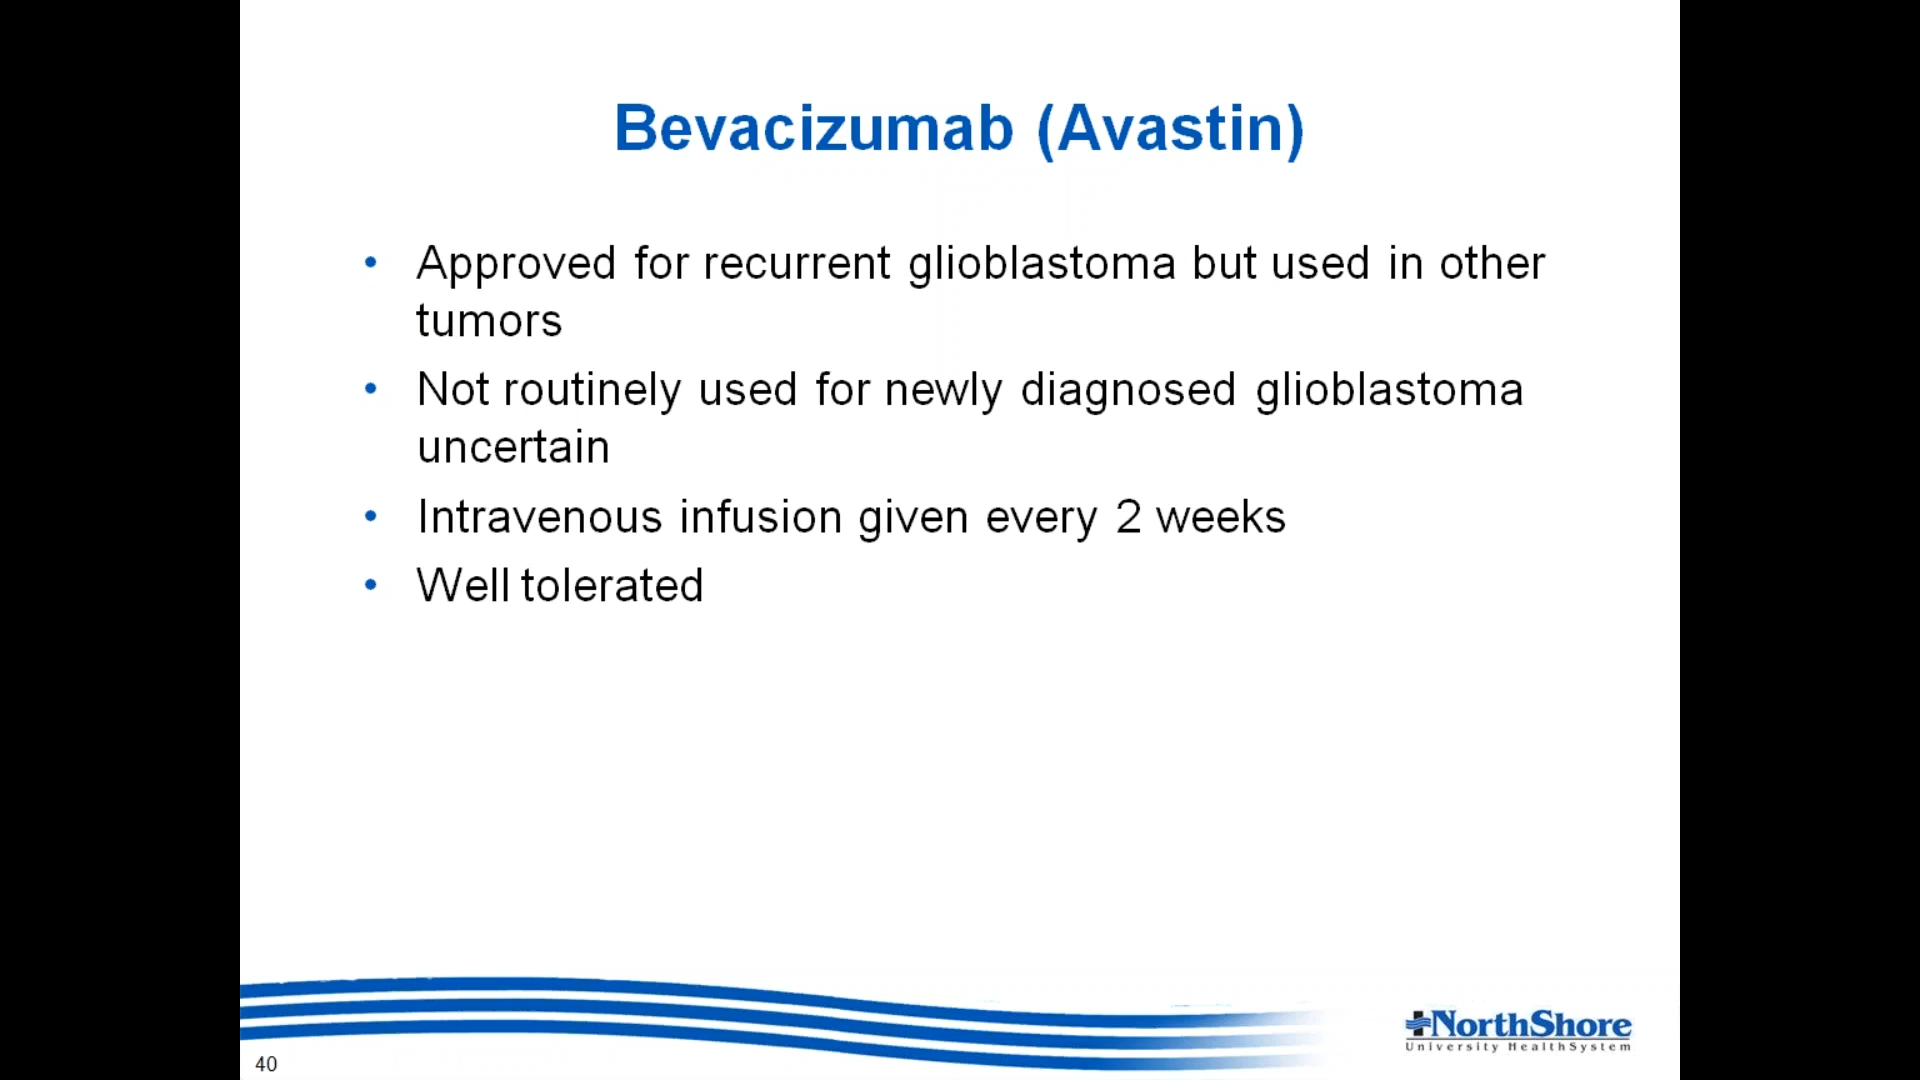 Bevacizumab (Avastin)
• Approved for recurrent glioblastoma but used in other
tumors
• Not routinely used for newly diagnosed glioblastoma
uncertain
• Intravenous infusion given every 2 weeks
• Well tolerated
NorthShore
University HealthSystem
40